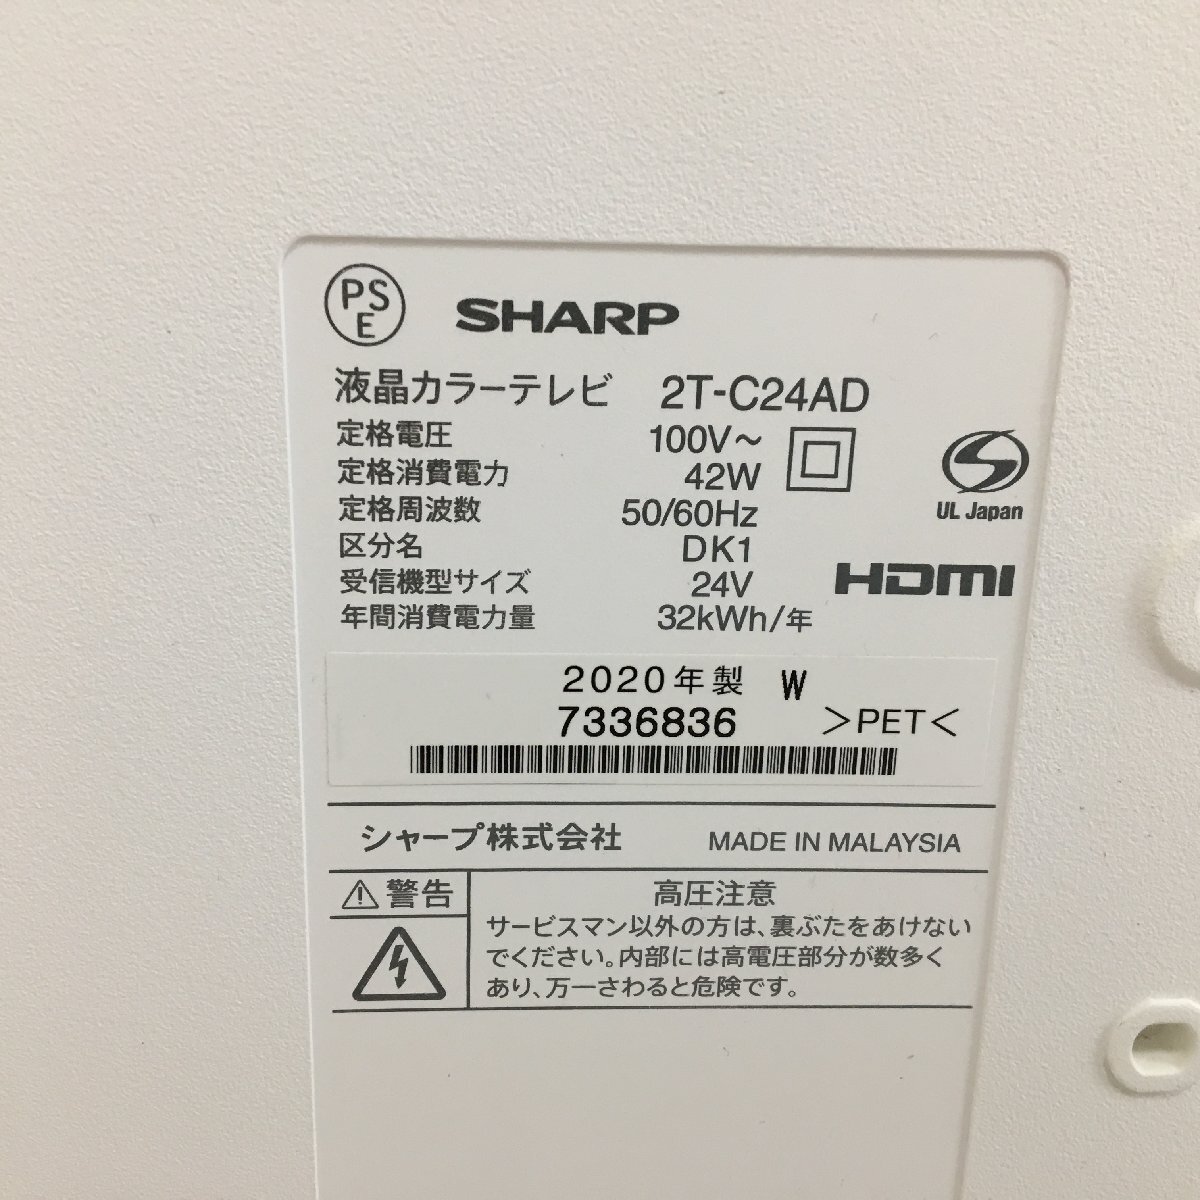 PS
E
SHARP
液晶カラーテレビ 2T-C24AD
定格電圧 100V～
定格消費電力 42W
定格周波数 50/60Hz
区分名 DK1
受信機型サイズ 24V
年間消費電力量 32kWh/年
S
UL Japan
HDMI
2020年製 W
7336836 ＞PET＜
シャープ株式会社 MADE IN MALAYSIA
警告
高圧注意
サービスマン以外の方は、裏ぶたをあけない
でください。内部には高電圧部分が数多く
あり、万一さわると危険です。